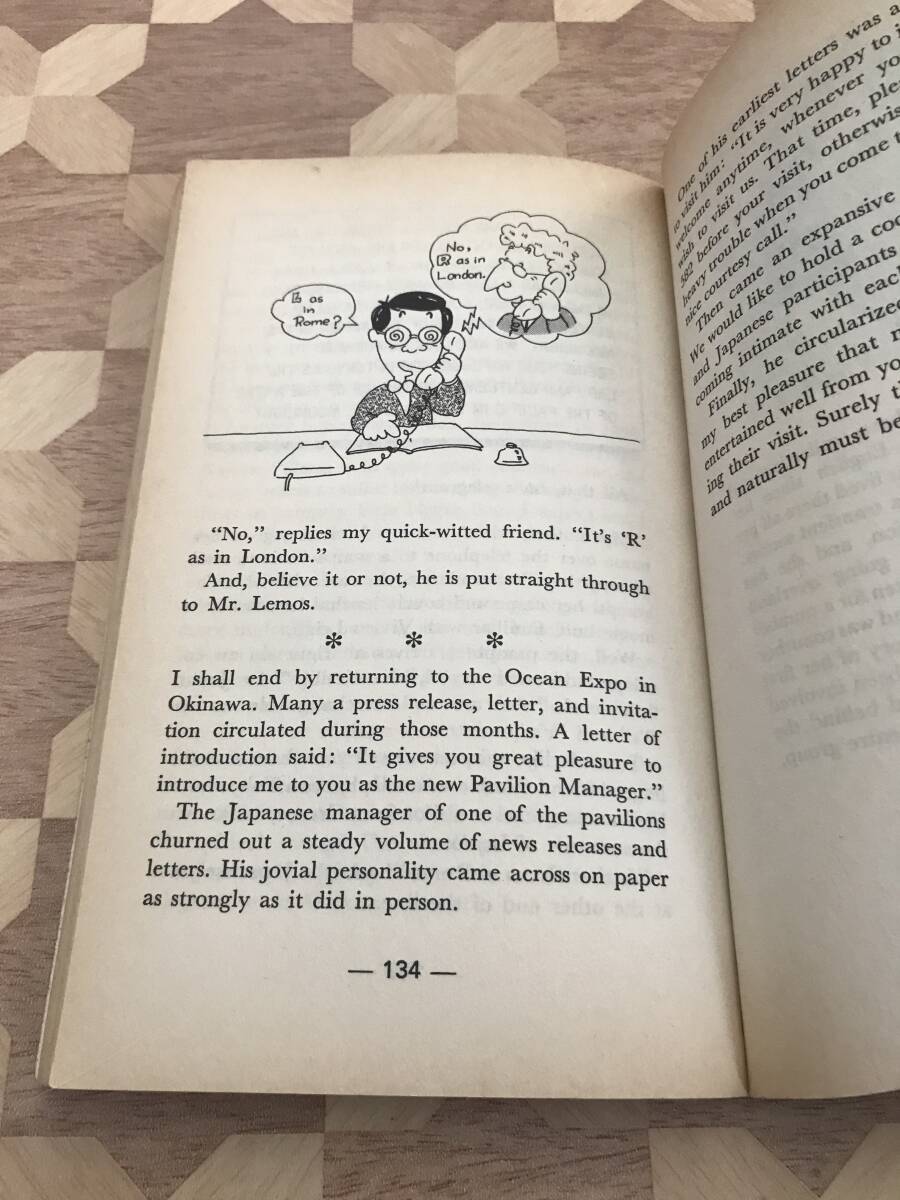 No,
as in
London.
as
in
Rome?
"No," replies my quick-witted friend. "It's 'R'
as in London."
And, believe it or not, he is put straight through
to Mr. Lemos.
* * *
I shall end by returning to the Ocean Expo in
Okinawa. Many a press release, letter, and invita-
tion circulated during those months. A letter of
introduction said: "It gives you great pleasure to
introduce me to you as the new Pavilion Manager."
The Japanese manager of one of the pavilions
churned out a steady volume of news releases and
letters. His jovial personality came across on paper
as strongly as it did in person.
— 134 —
One of his earliest letters was a
to visit him: "It is very happy to
welcome anytime, whenever
wish to visit us. That time,
582 before your visit,
heavy trouble when you come
nice courtesy call."
Then came an expansive
We would like to hold a
and Japanese participants
coming intimate with each
Finally, he circularized
my best pleasure that
entertained well from
ing their visit. Surely
and naturally must be